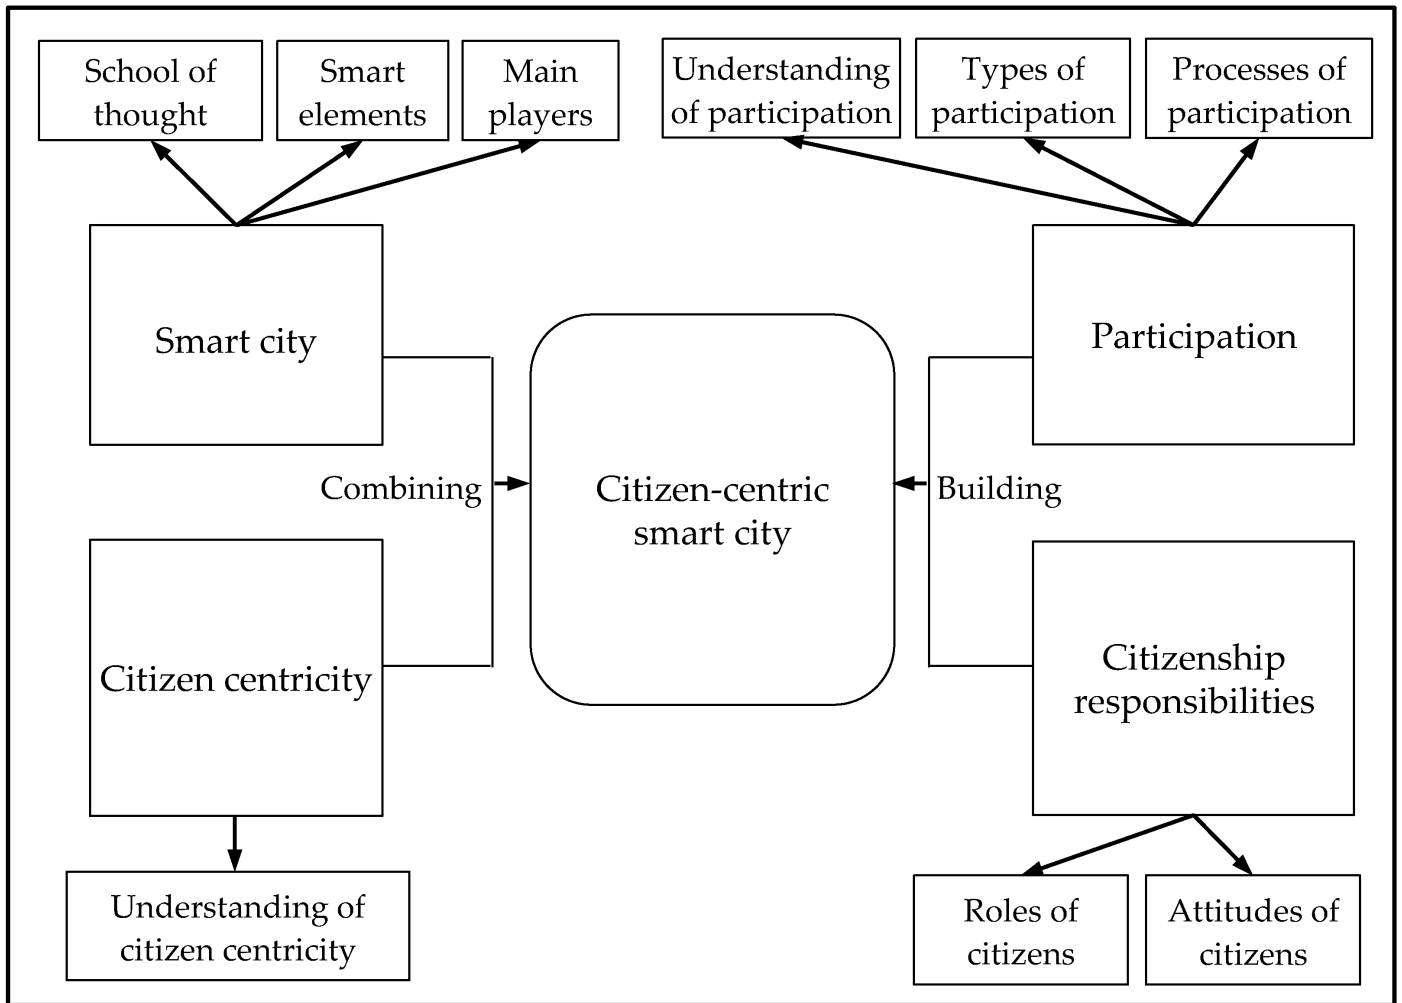 School of
thought
Smart
elements
Main
players
Understanding
of participation
Types of
participation
Processes of
participation
Smart city
Participation
Combining
Citizen-centric
smart city
Building
Citizen centricity
Citizenship
responsibilities
Understanding of
citizen centricity
Roles of
citizens
Attitudes of
citizens